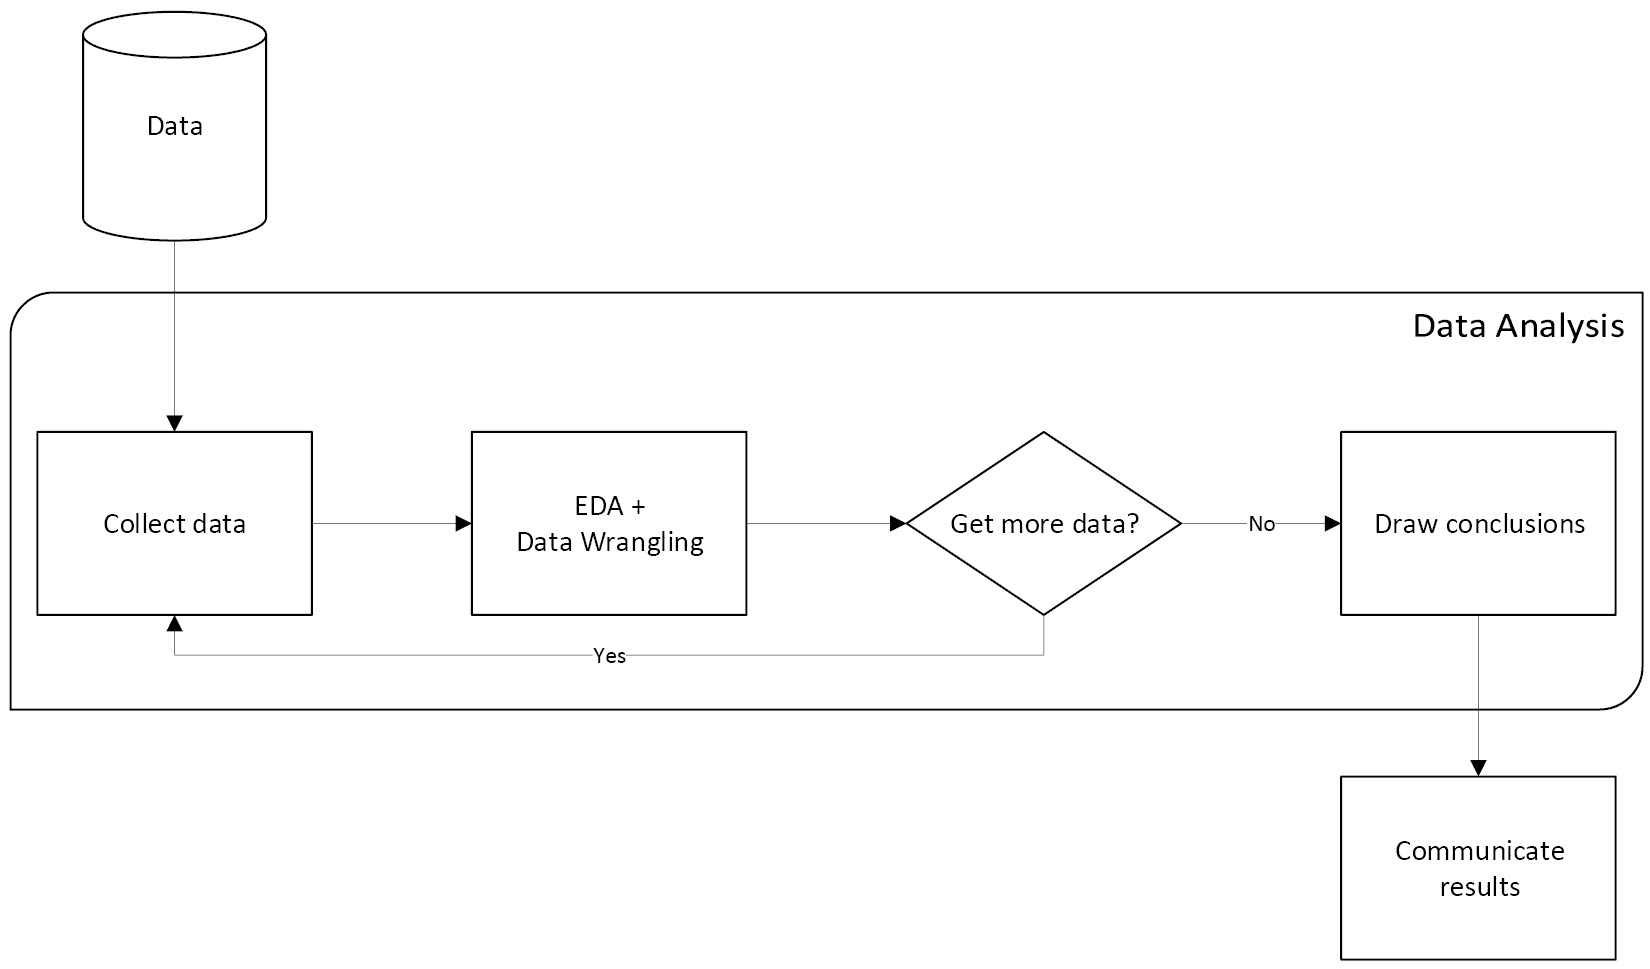 Data
Data Analysis
Collect data
EDA +
Data Wrangling
Get more data?
No
Draw conclusions
Yes
Communicate
results